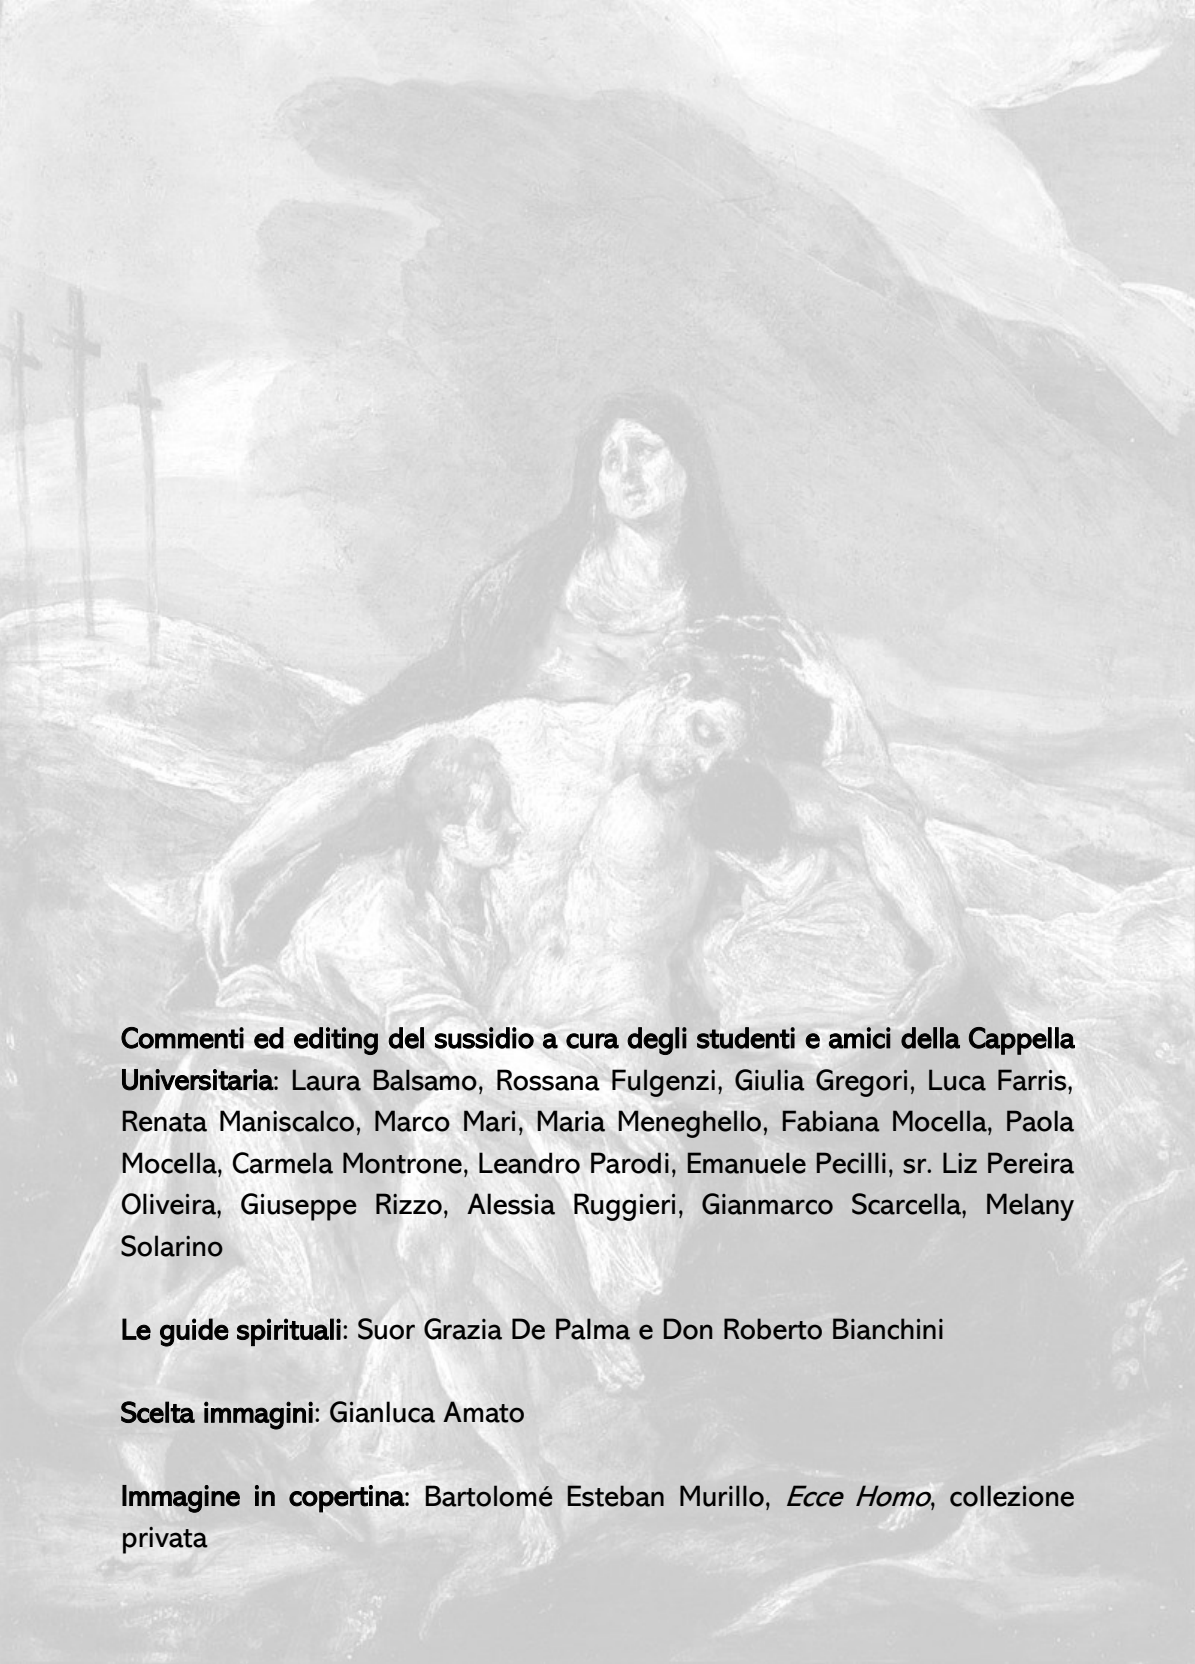 Commenti ed editing del sussidio a cura degli studenti e amici della Cappella
Universitaria: Laura Balsamo, Rossana Fulgenzi, Giulia Gregori, Luca Farris,
Renata Maniscalco, Marco Mari, Maria Meneghello, Fabiana Mocella, Paola
Mocella, Carmela Montrone, Leandro Parodi, Emanuele Pecilli, sr. Liz Pereira
Oliveira, Giuseppe Rizzo, Alessia Ruggieri, Gianmarco Scarcella, Melany
Solarino
Le guide spirituali: Suor Grazia De Palma e Don Roberto Bianchini
Scelta immagini: Gianluca Amato
Immagine in copertina: Bartolomé Esteban Murillo, Ecce Homo, collezione
privata